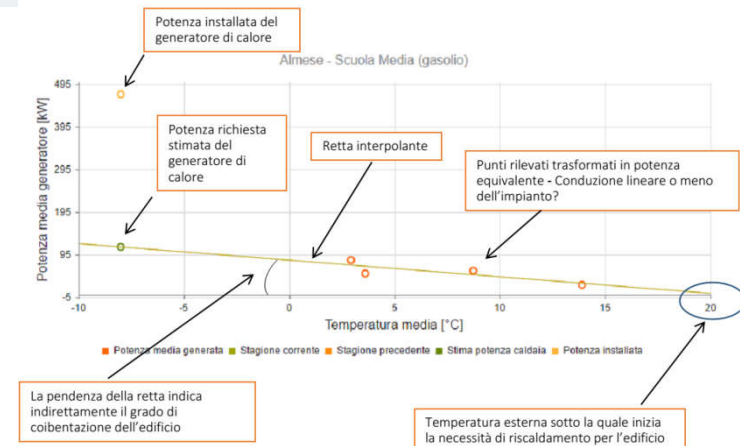 Potenza installata del
generatore di calore
Almese - Scuola Media (gasolio)
Potenza media generatore [kW]
495
395
295
195
95
-5
Potenza richiesta
stimata del
generatore di
calore
Retta interpolante
Punti rilevati trasformati in potenza
equivalente - Conduzione lineare o meno
dell'impianto?
-10
-5
0
5
10
15
20
Temperatura media [°C]
Potenza media generata
Stagione corrente
Stagione precedente
Stima potenza caldaia
Potenza installata
La pendenza della retta indica
indirettamente il grado di
coibentazione dell'edificio
Temperatura esterna sotto la quale inizia
la necessità di riscaldamento per l'edificio